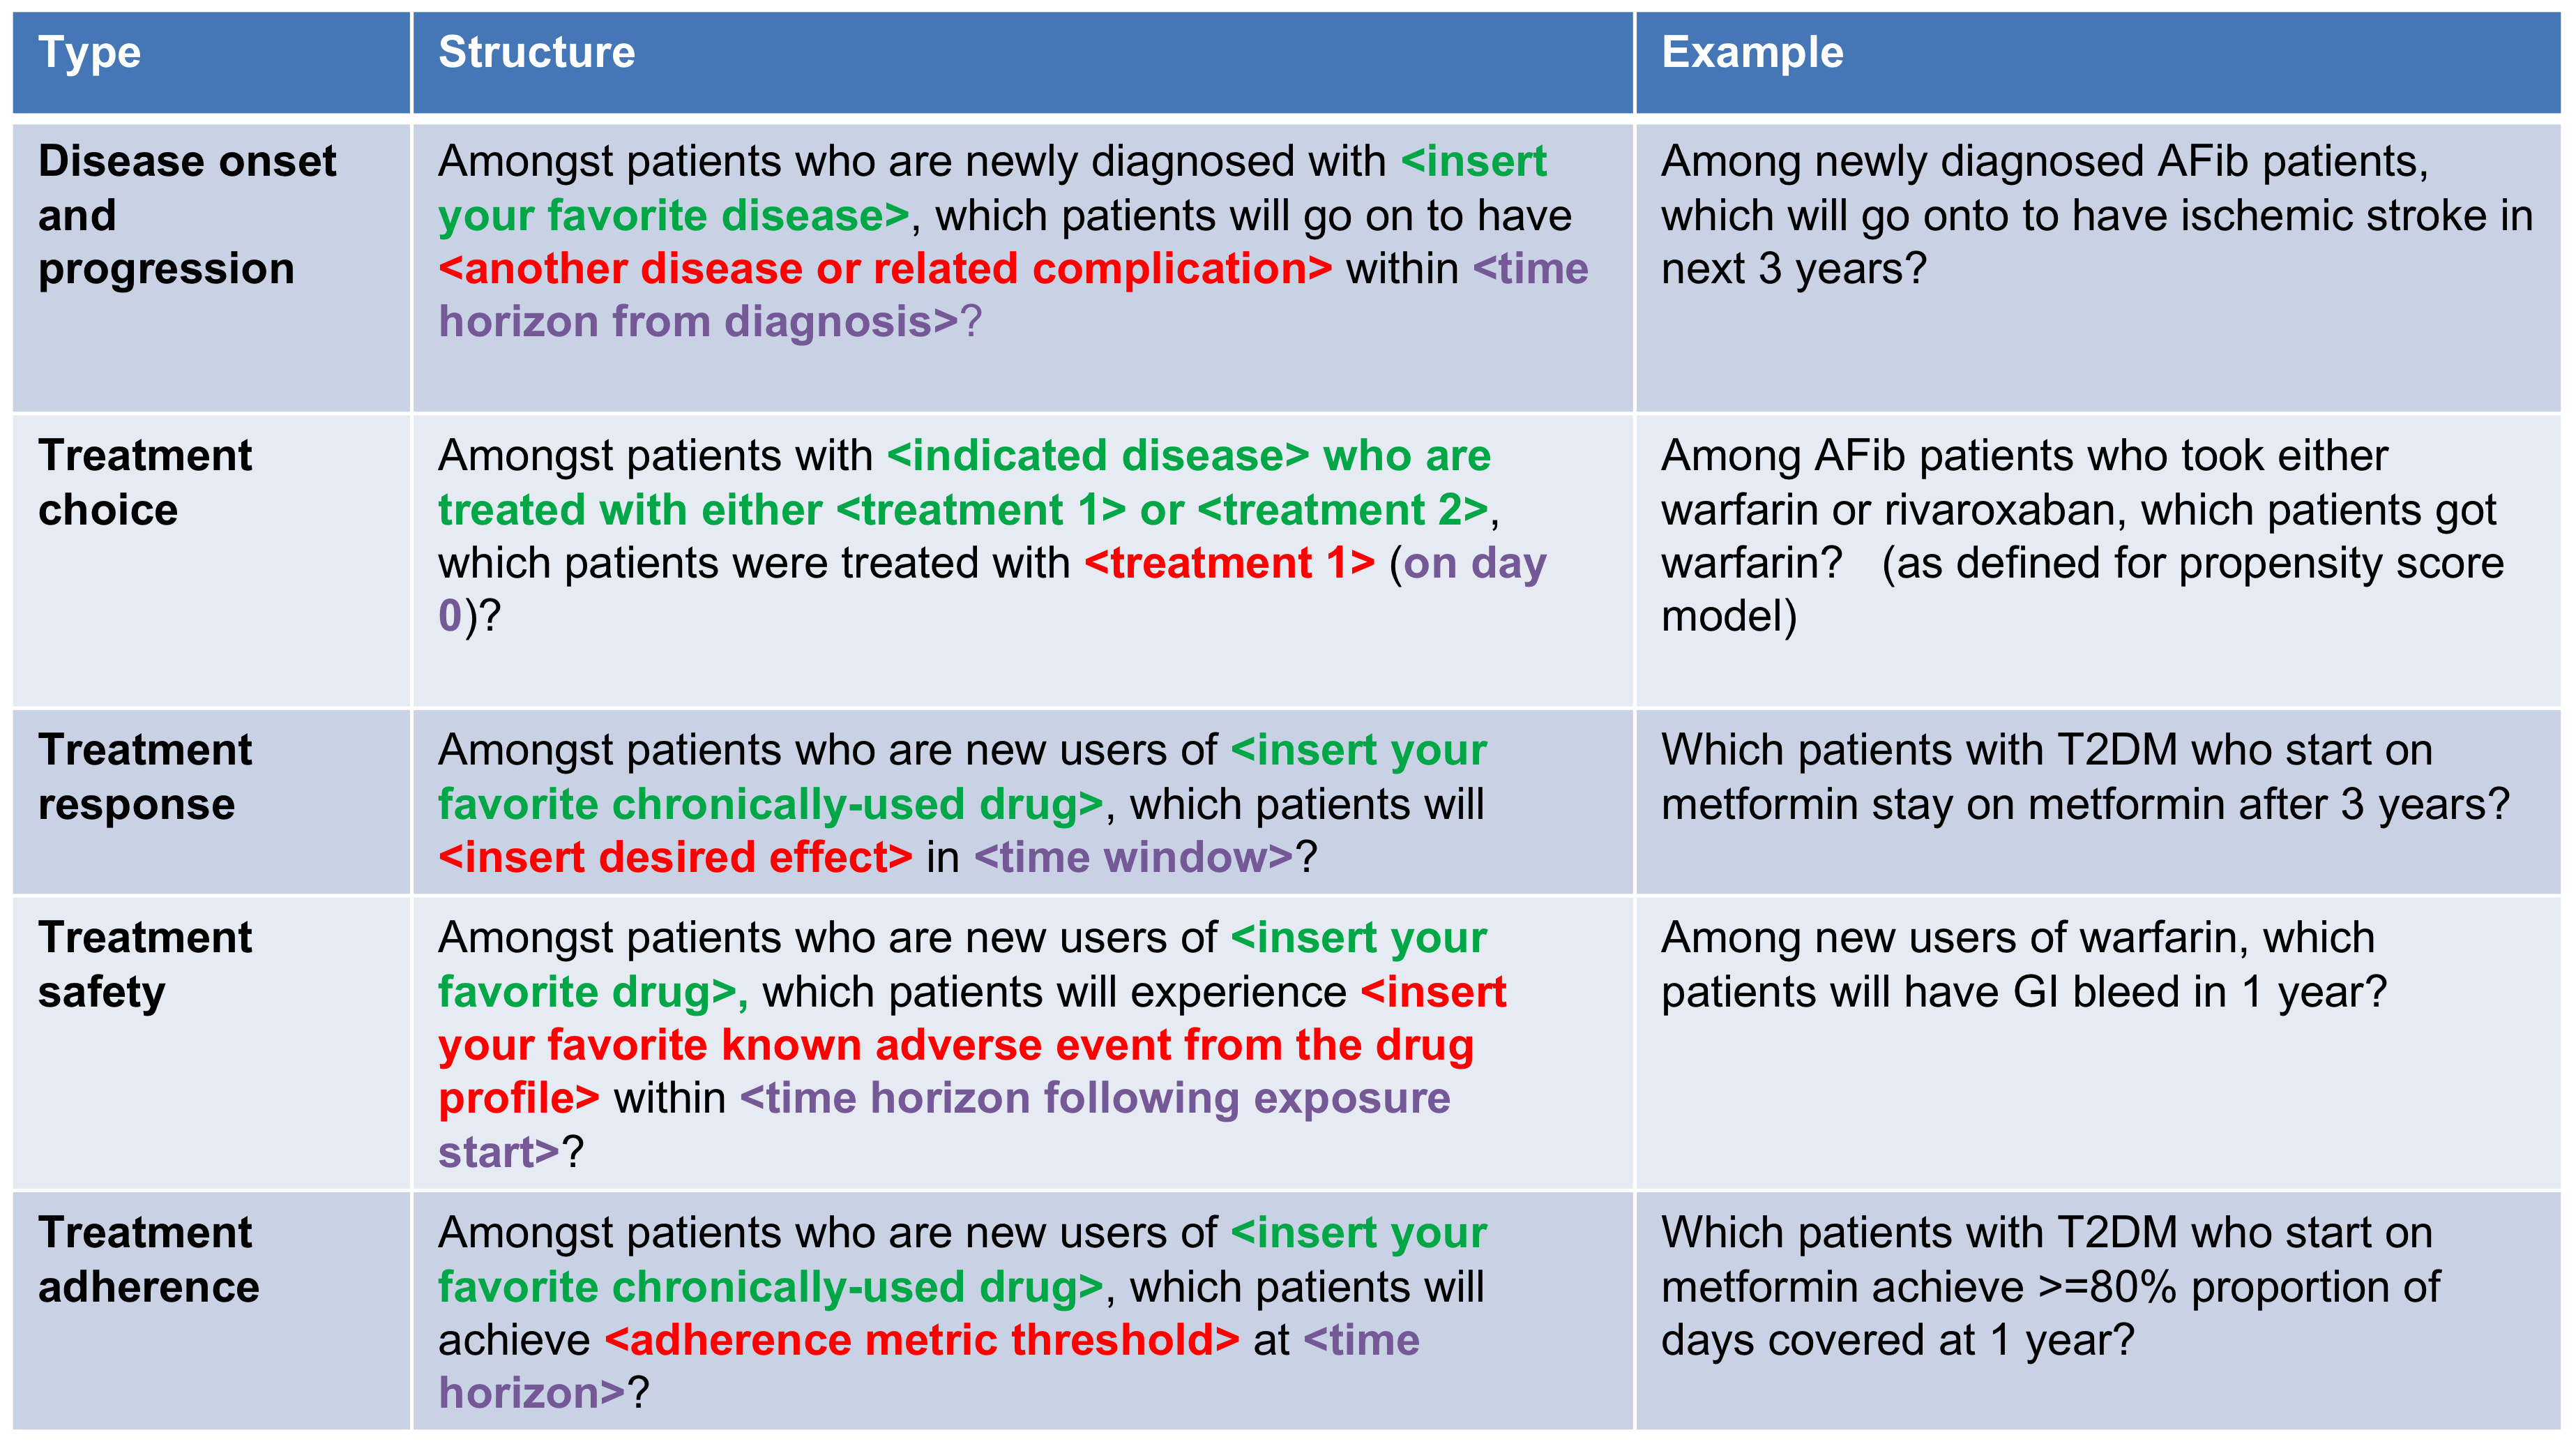 Type
Structure
Example
Disease onset
and
progression
Amongst patients who are newly diagnosed with <insert
your favorite disease>, which patients will go on to have
<another disease or related complication> within <time
horizon from diagnosis>?
Among newly diagnosed AFib patients,
which will go onto to have ischemic stroke in
next 3 years?
Treatment
choice
Amongst patients with <indicated disease> who are
treated with either <treatment 1> or <treatment 2>,
which patients were treated with <treatment 1> (on day
0)?
Among AFib patients who took either
warfarin or rivaroxaban, which patients got
warfarin?   (as defined for propensity score
model)
Treatment
response
Amongst patients who are new users of <insert your
favorite chronically-used drug>, which patients will
<insert desired effect> in <time window>?
Which patients with T2DM who start on
metformin stay on metformin after 3 years?
Treatment
safety
Amongst patients who are new users of <insert your
favorite drug>, which patients will experience <insert
your favorite known adverse event from the drug
profile> within <time horizon following exposure
start>?
Among new users of warfarin, which
patients will have GI bleed in 1 year?
Treatment
adherence
Amongst patients who are new users of <insert your
favorite chronically-used drug>, which patients will
achieve <adherence metric threshold> at <time
horizon>?
Which patients with T2DM who start on
metformin achieve >=80% proportion of
days covered at 1 year?